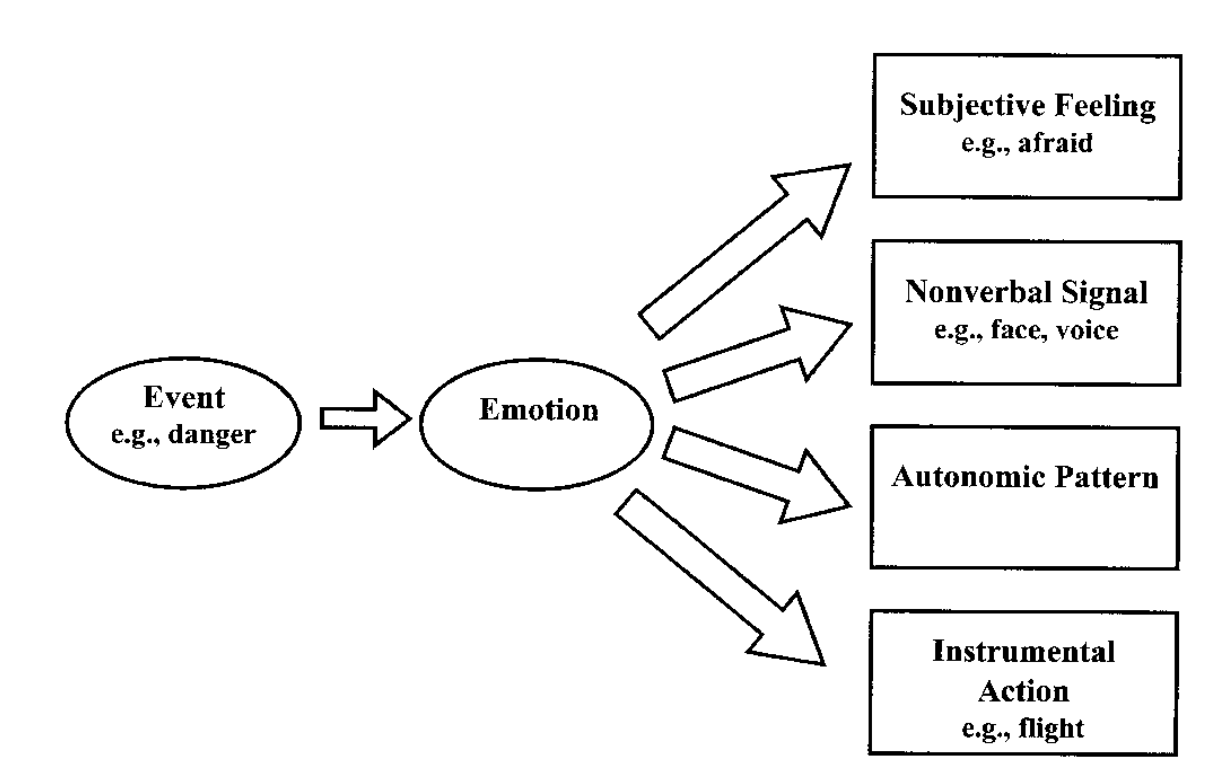 Subjective Feeling
e.g., afraid
Nonverbal Signal
e.g., face, voice
Event
e.g., danger
Emotion
Autonomic Pattern
Instrumental
Action
e.g., flight